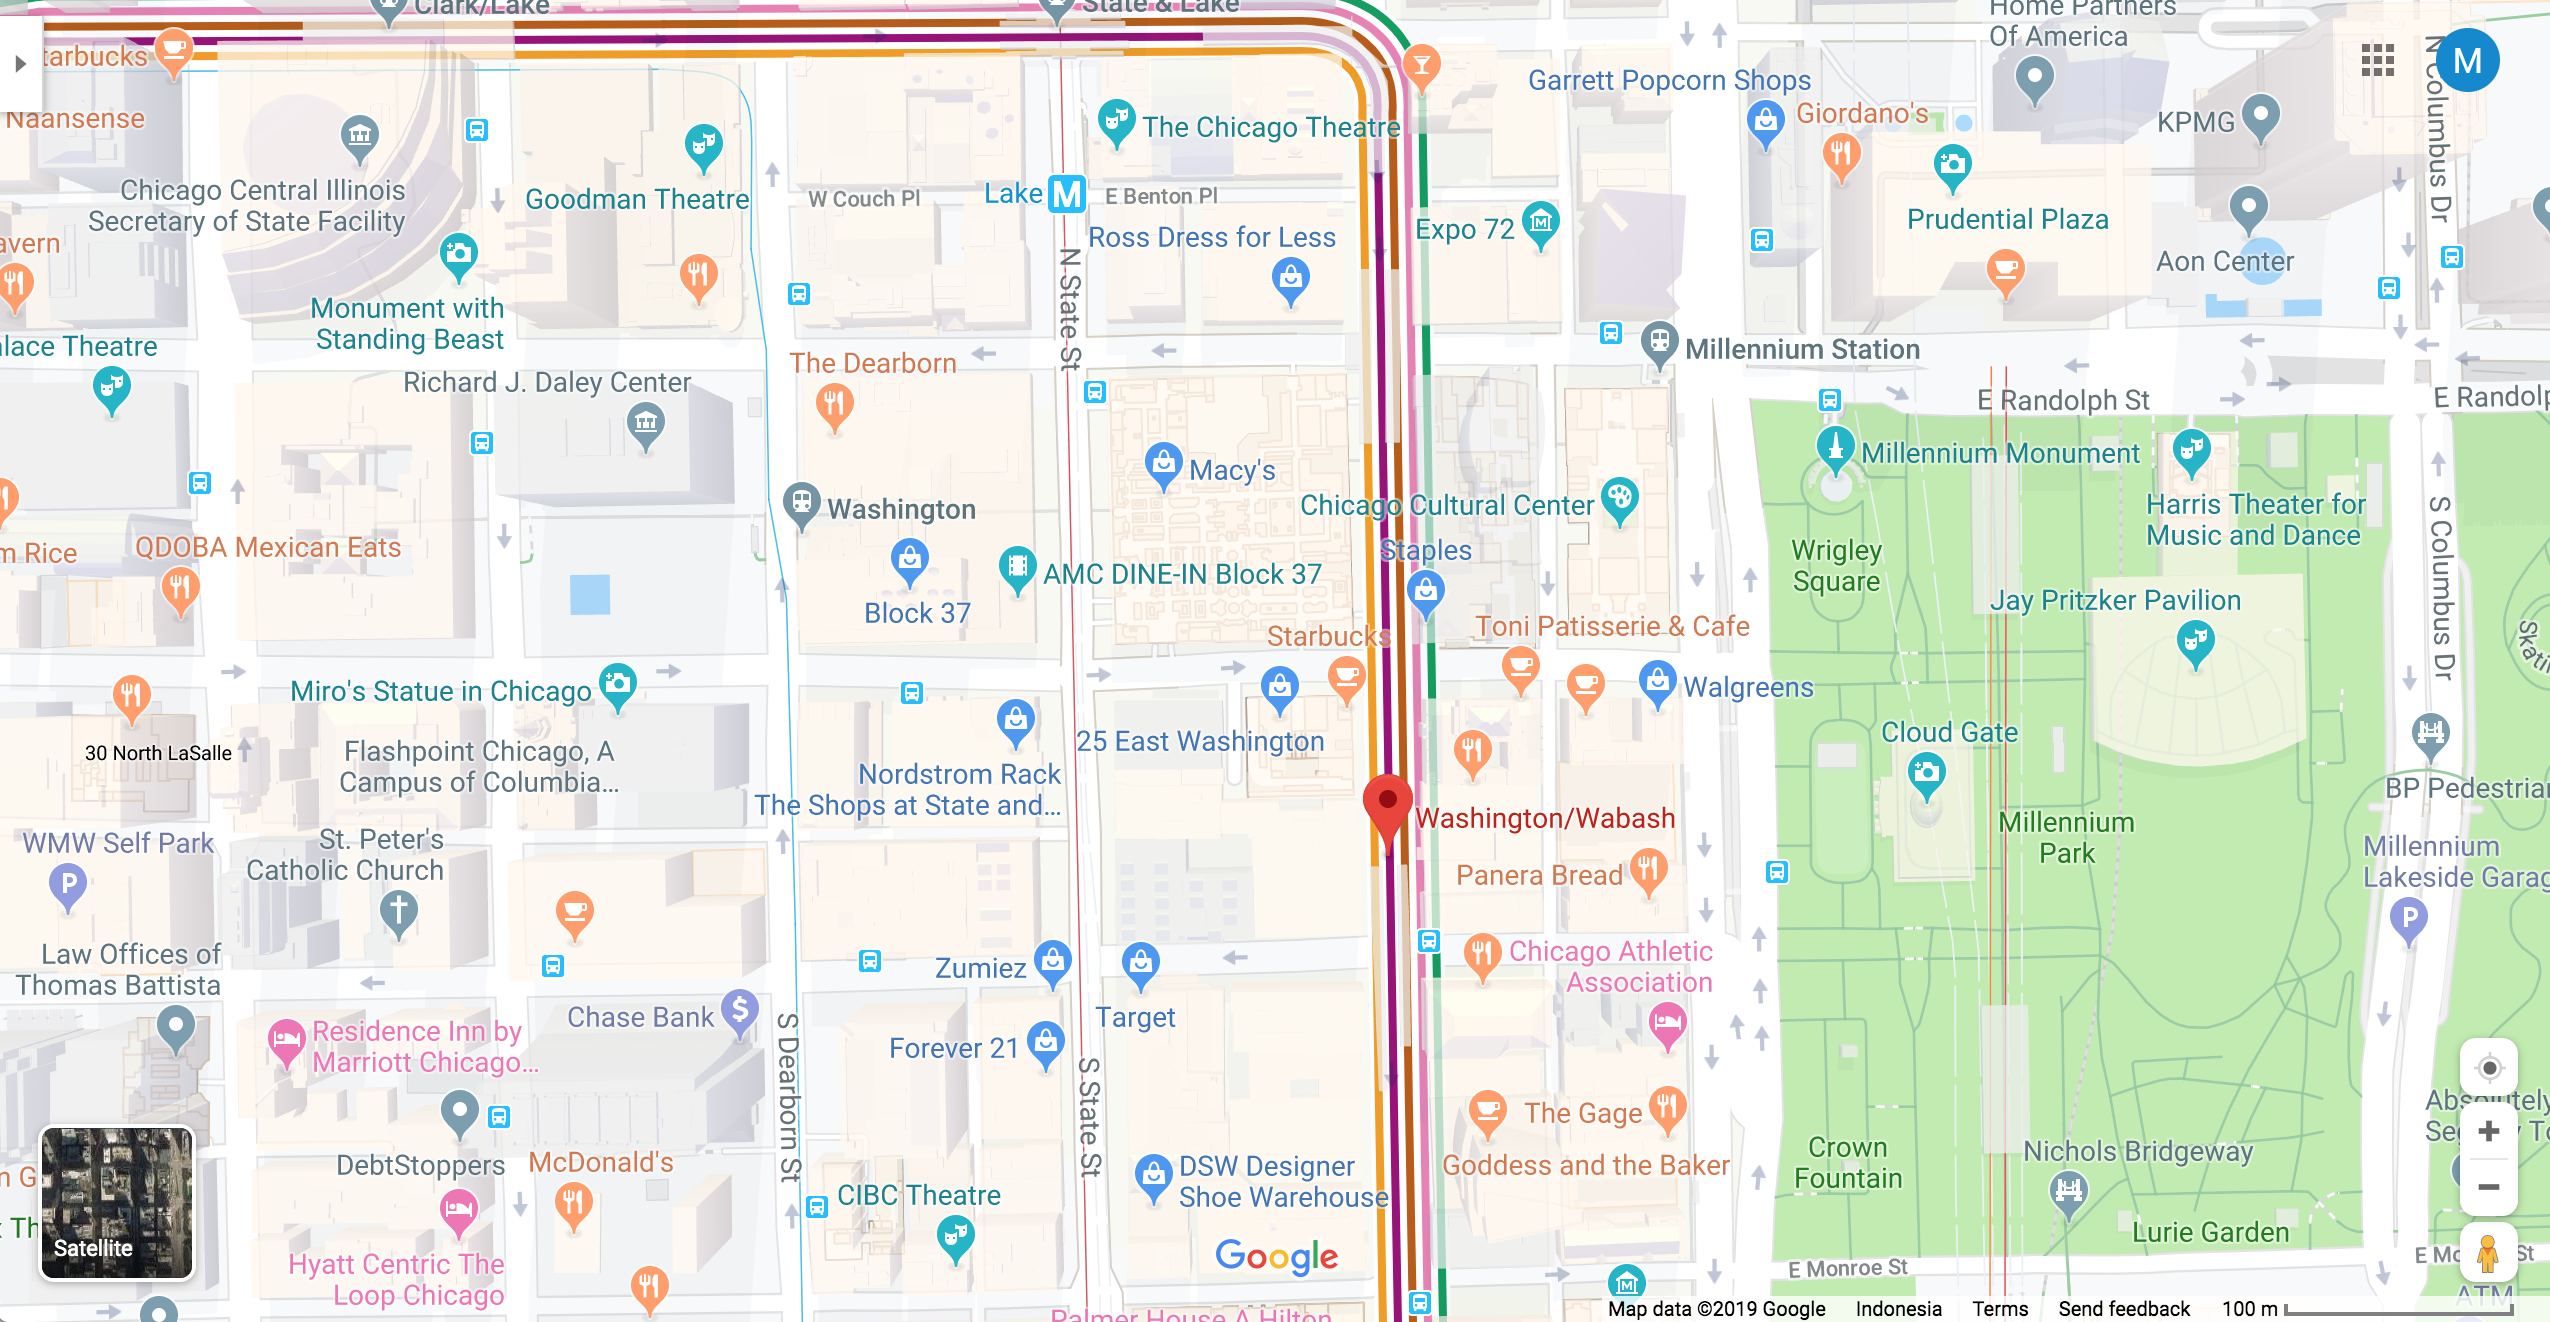 Clark/Lake
State & Lake
Home Partners
Of America
M
N Columbus Dr
tarbucks
Garrett Popcorn Shops
Giordano's
KPMG
Naansense
The Chicago Theatre
Chicago Central Illinois
Secretary of State Facility
Goodman Theatre
W Couch Pl
Lake
M
E Benton Pl
Prudential Plaza
Expo 72
Ross Dress for Less
avern
Aon Center
N State St
Monument with
Standing Beast
lace Theatre
The Dearborn
Millennium Station
Richard J. Daley Center
E Randolph St
E Randolp
Macy's
Millennium Monument
Washington
Chicago Cultural Center
Harris Theater for
Music and Dance
S Columbus Dr
m Rice
QDOBA Mexican Eats
Staples
Wrigley
Square
AMC DINE-IN Block 37
Block 37
Jay Pritzker Pavilion
Starbucks
Toni Patisserie & Cafe
Skati
Miro's Statue in Chicago
Walgreens
30 North LaSalle
Flashpoint Chicago, A
Campus of Columbia...
25 East Washington
Cloud Gate
Nordstrom Rack
The Shops at State and...
BP Pedestrian
WMW Self Park
P
St. Peter's
Catholic Church
Washington/Wabash
Millennium
Park
Millennium
Lakeside Garag
P
Panera Bread
Law Offices of
Thomas Battista
Zumiez
Chicago Athletic
Association
Chase Bank
Target
Residence Inn by
Marriott Chicago...
Forever 21
S Dearborn St
S State St
The Gage
Absolutely
DebtStoppers
McDonald's
DSW Designer
Shoe Warehouse
Goddess and the Baker
Crown
Fountain
Nichols Bridgeway
CIBC Theatre
Satellite
Lurie Garden
Hyatt Centric The
Loop Chicago
Google
E Monroe St
E Mo St
ATM
Palmer House A Hilton
Map data ©2019 Google
Indonesia
Terms
Send feedback
100 m